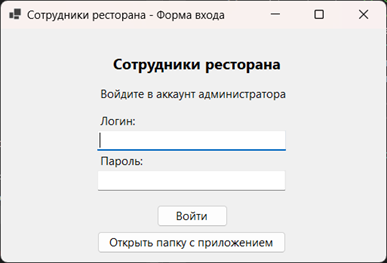 Сотрудники ресторана - Форма входа
Сотрудники ресторана
Войдите в аккаунт администратора
Логин:
Пароль:
Войти
Открыть папку с приложением